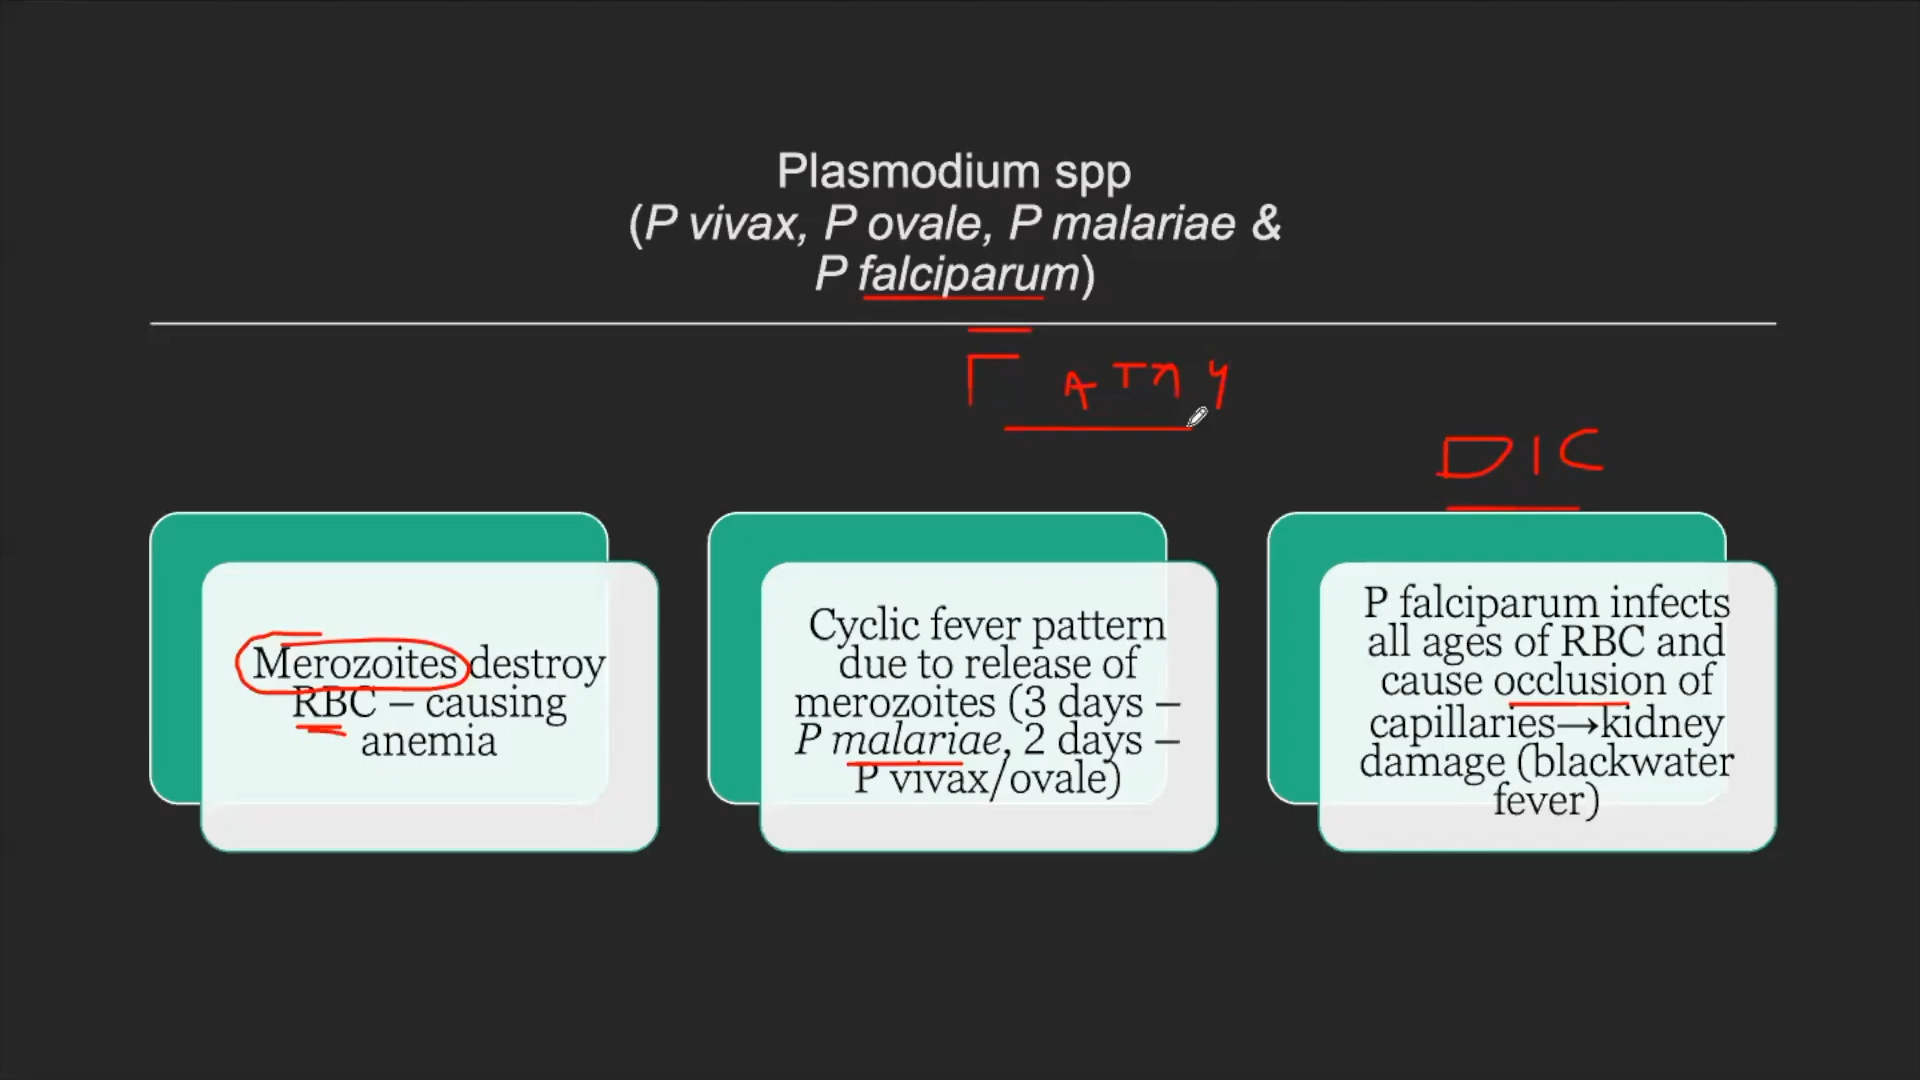 Plasmodium spp
(P vivax, P ovale, P malariae &
P falciparum)
DIC
Merozoites destroy
RBC – causing
anemia
Cyclic fever pattern
due to release of
merozoites (3 days –
P malariae, 2 days –
P vivax/ovale)
P falciparum infects
all ages of RBC and
cause occlusion of
capillaries→kidney
damage (blackwater
fever)